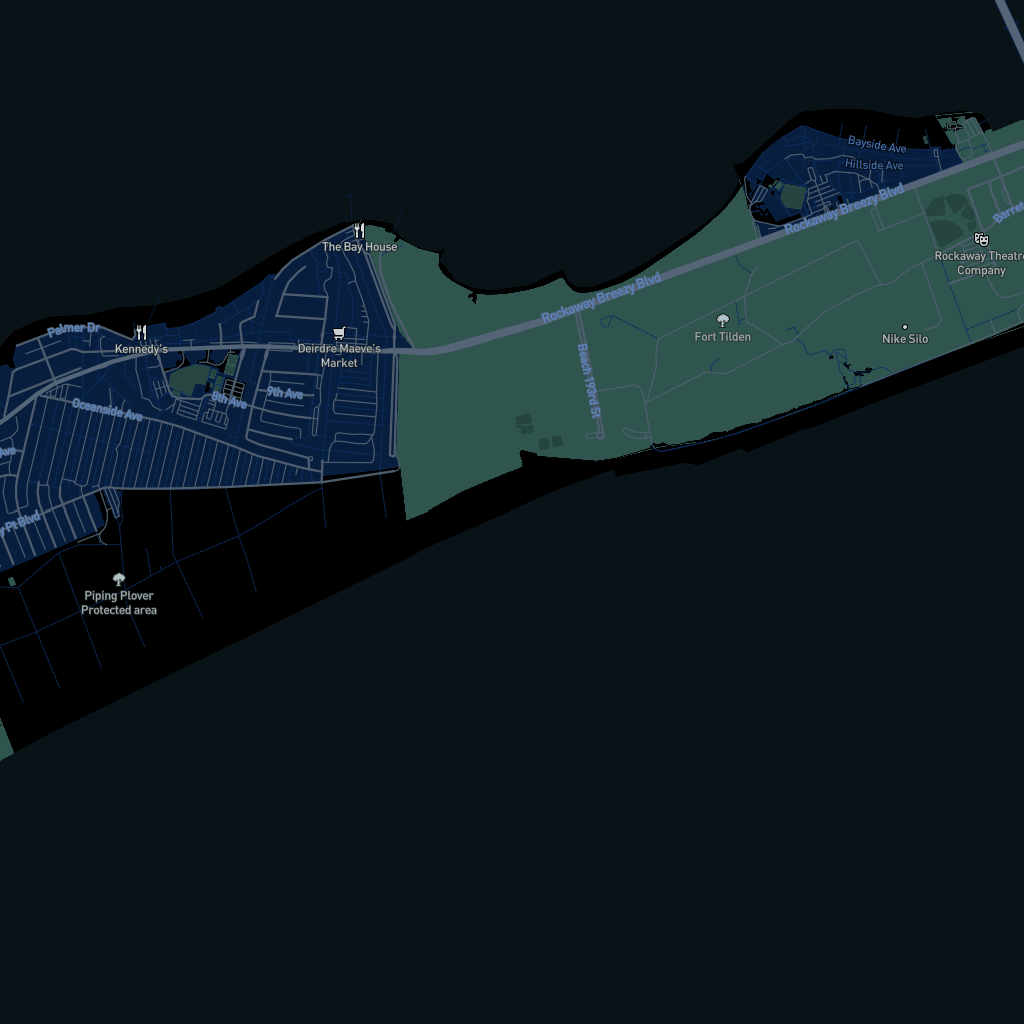 Bayside Ave
Hillside Ave
Rockaway Breezy Blvd
Barret
Rockaway Theatre
Company
The Bay House
Rockaway Breezy Blvd
Fort Tilden
Nike Silo
Palmer Dr
Kennedy's
Deirdre Maeve's
Market
Beach 193rd St
9th Ave
8th Ave
Oceanside Ave
Ave
y Pt Blvd
Piping Plover
Protected area